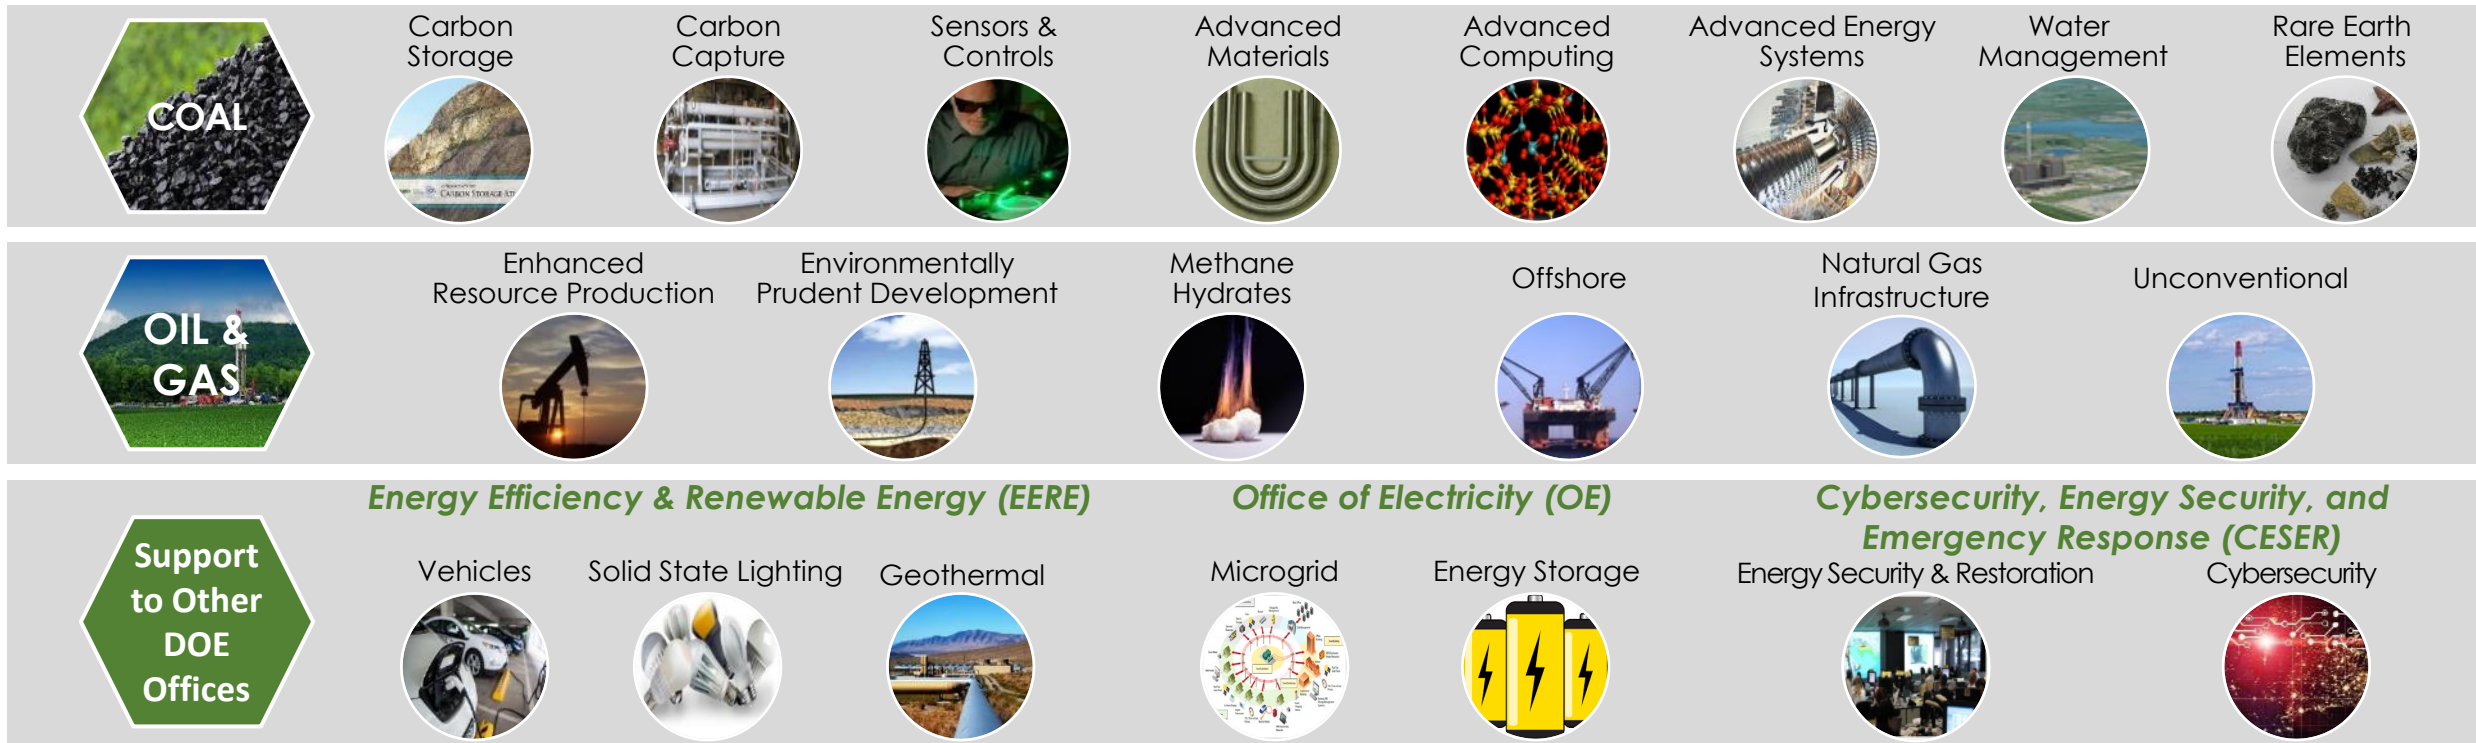 COAL
Carbon
Storage
Carbon
Capture
Sensors &
Controls
Advanced
Materials
Advanced
Computing
Advanced Energy
Systems
Water
Management
Rare Earth
Elements
CARBON STORAGE
OIL &
GAS
Enhanced
Resource Production
Environmentally
Prudent Development
Methane
Hydrates
Offshore
Natural Gas
Infrastructure
Unconventional
Support
to Other
DOE
Offices
Energy Efficiency & Renewable Energy (EERE)
Vehicles
Solid State Lighting
Geothermal
Office of Electricity (OE)
Microgrid
Energy Storage
Cybersecurity, Energy Security, and
Emergency Response (CESER)
Energy Security & Restoration
Cybersecurity